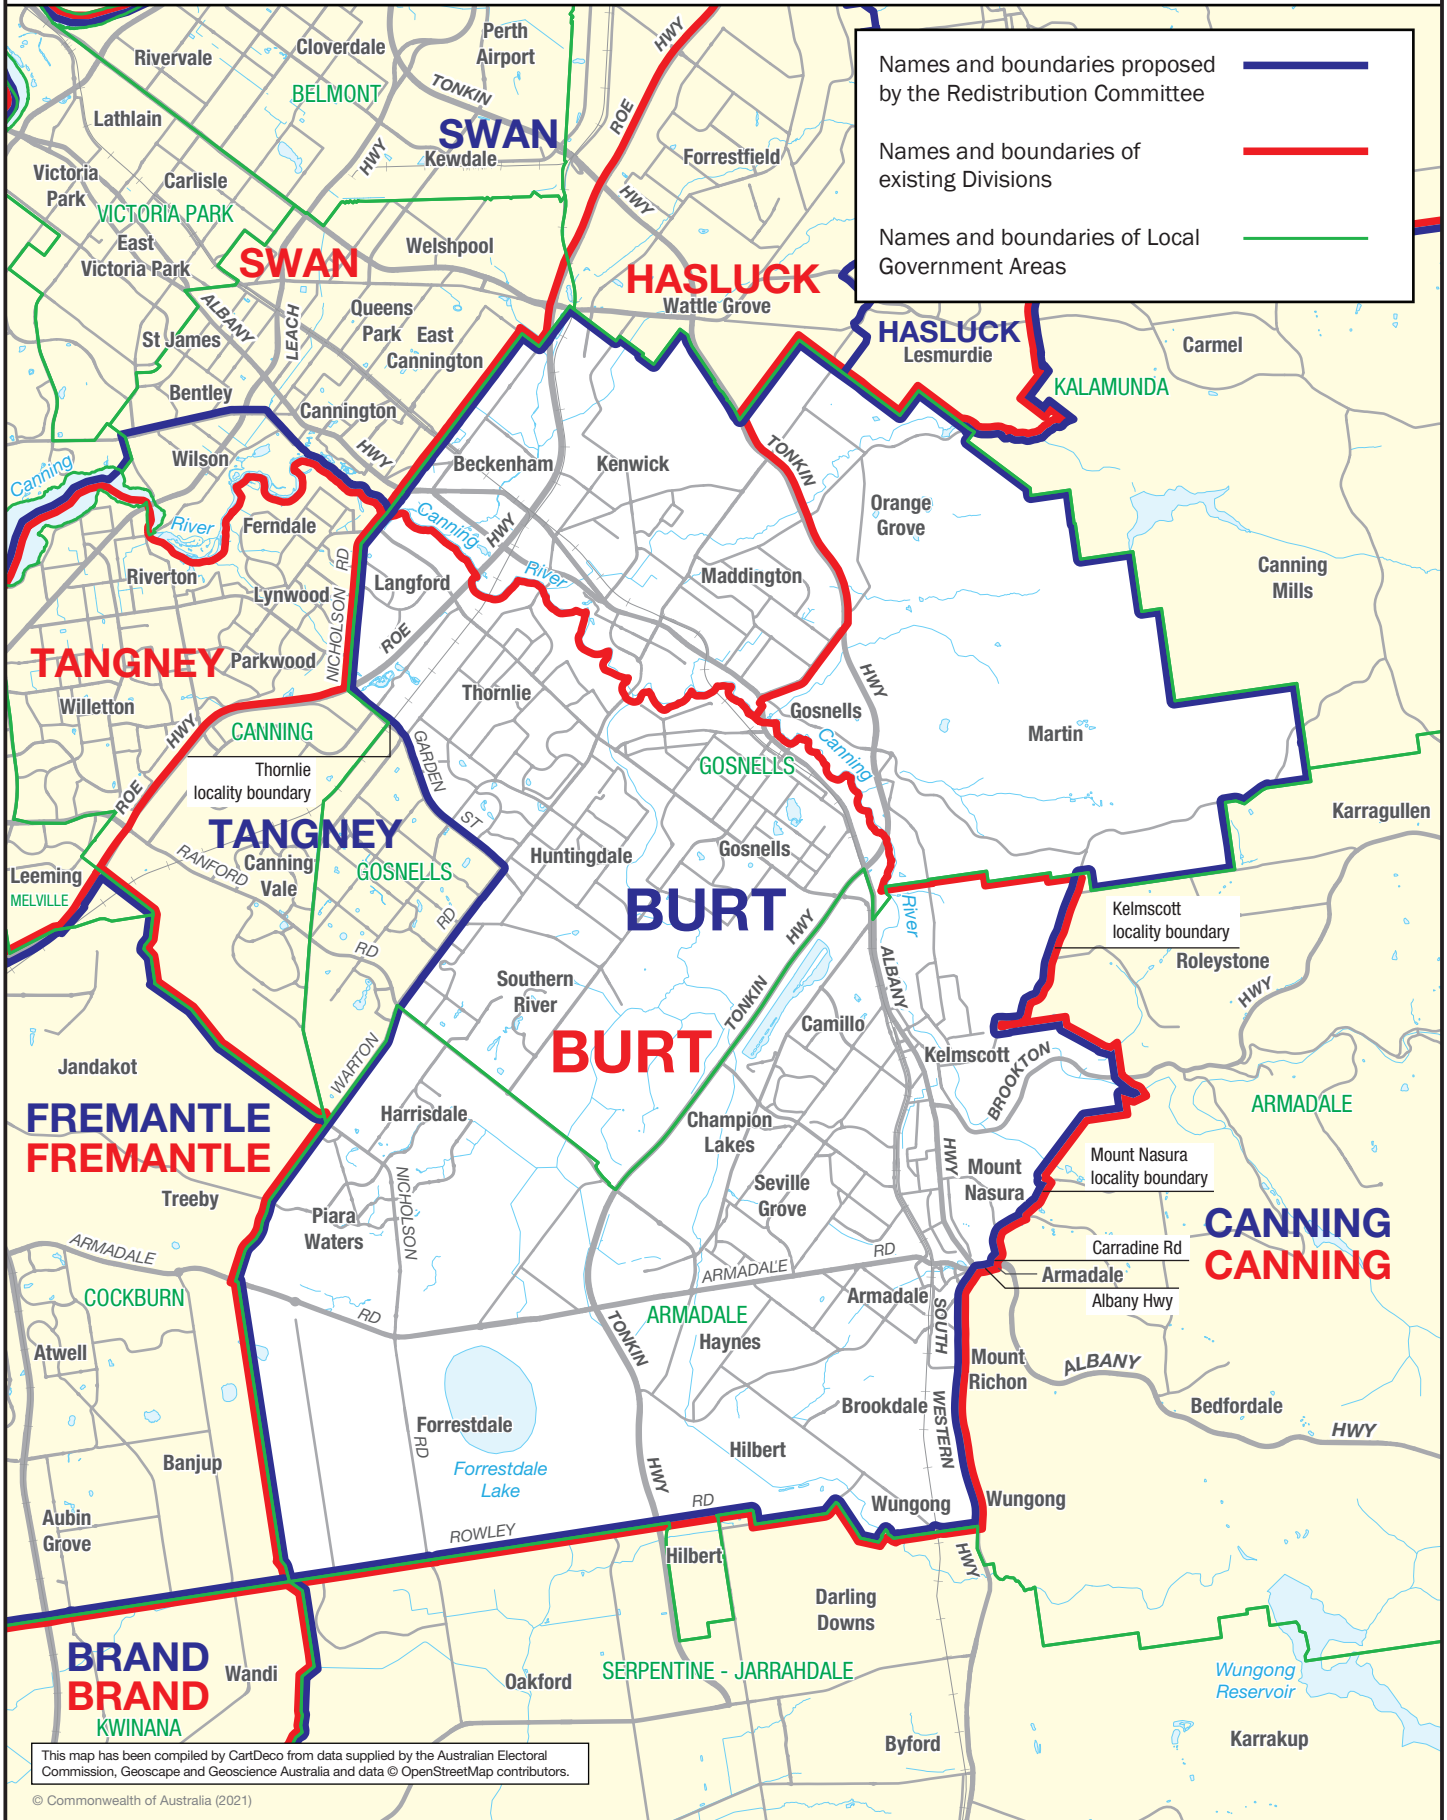 Names and boundaries proposed
by the Redistribution Committee
Names and boundaries of
existing Divisions
Names and boundaries of Local
Government Areas
Perth
Airport
Cloverdale
Rivervale
HWY
TONKIN
BELMONT
ROE
Lathlain
SWAN
HWY
Kewdale
Forrestfield
Victoria
Park
Carlisle
HWY
VICTORIA PARK
East
Victoria Park
Welshpool
SWAN
HASLUCK
Wattle Grove
ALBANY
LEACH
Queens
Park
East
Cannington
St James
HASLUCK
Lesmurdie
Carmel
KALAMUNDA
Bentley
Cannington
HWY
Wilson
Beckenham
Kenwick
TONKIN
Canning
River
Ferndale
Canning
River
HWY
Orange
Grove
Canning
Mills
Riverton
Lynwood
RD
NICHOLSON
Langford
Maddington
ROE
TANGNEY
Parkwood
Thornlie
HWY
Willetton
Gosnells
HWY
CANNING
Canning
Martin
GARDEN
ST
GOSNELLS
Thornlie
locality boundary
ROE
Karragullen
TANGNEY
RANFORD
Canning
Vale
GOSNELLS
Huntingdale
Gosnells
Leeming
MELVILLE
BURT
RD
RD
HWY
River
Kelmscott
locality boundary
Roleystone
Southern
River
ALBANY
HWY
TONKIN
Camillo
BURT
Kelmscott
BROOKTON
Jandakot
WARTON
FREMANTLE
FREMANTLE
Harrisdale
Champion
Lakes
ARMADALE
HWY
Mount
Nasura
Mount Nasura
locality boundary
Treeby
NICHOLSON
Seville
Grove
Piara
Waters
CANNING
CANNING
ARMADALE
RD
ARMADALE
Carradine Rd
Armadale
Albany Hwy
COCKBURN
Armadale
RD
ARMADALE
Haynes
TONKIN
SOUTH
Atwell
Mount
Richon
ALBANY
Brookdale
Bedfordale
WESTERN
HWY
Forrestdale
RD
Forrestdale
Lake
Hilbert
Banjup
HWY
RD
Wungong
Wungong
Aubin
Grove
ROWLEY
Hilbert
HWY
Darling
Downs
BRAND
BRAND
Wandi
Oakford
SERPENTINE - JARRAHDALE
Wungong
Reservoir
KWINANA
Byford
Karrakup
This map has been compiled by CartDeco from data supplied by the Australian Electoral
Commission, Geoscape and Geoscience Australia and data © OpenStreetMap contributors.
© Commonwealth of Australia (2021)